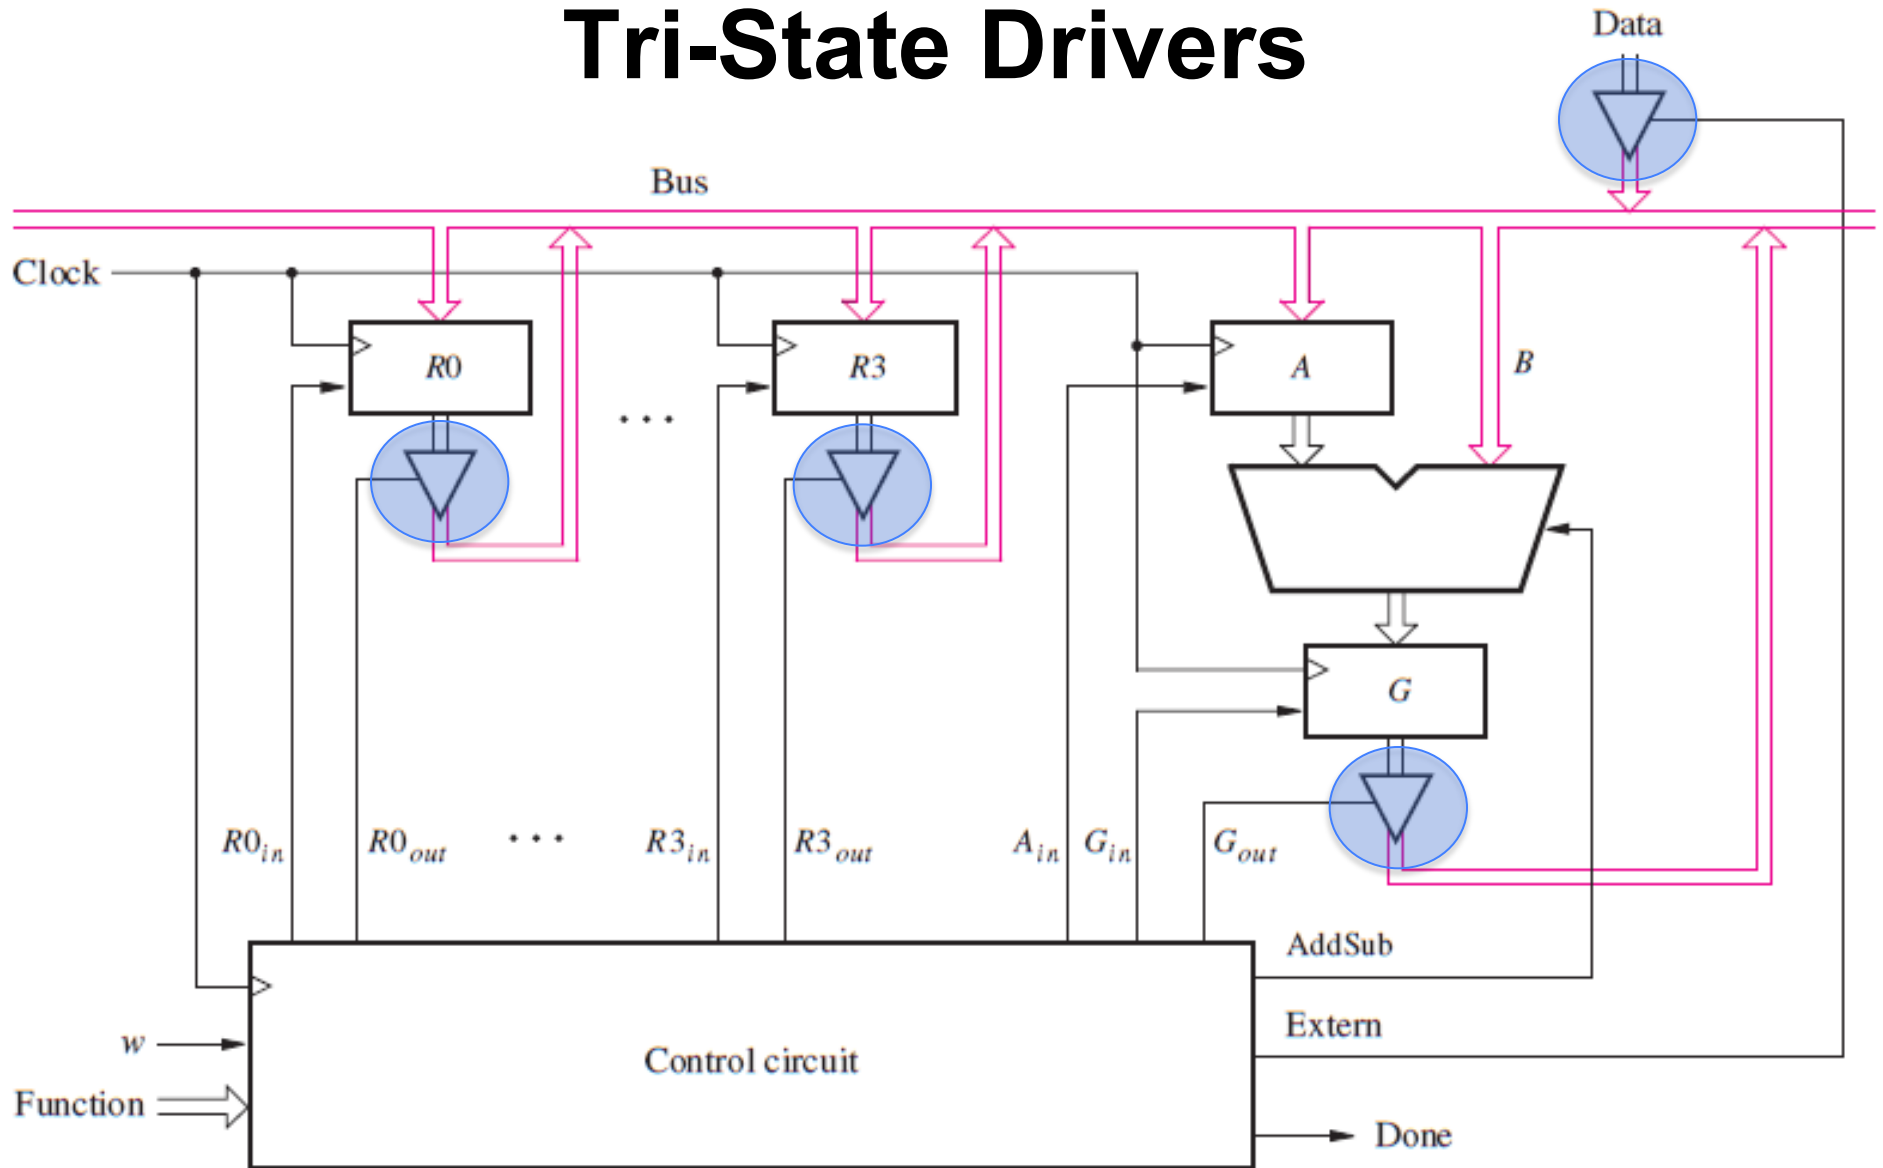 Tri-State Drivers
Data
Bus
Clock
R0
R3
A
B
...
G
R0in
R0out
...
R3in
R3out
Ain
Gin
Gout
AddSub
Extern
w
Control circuit
Function
Done